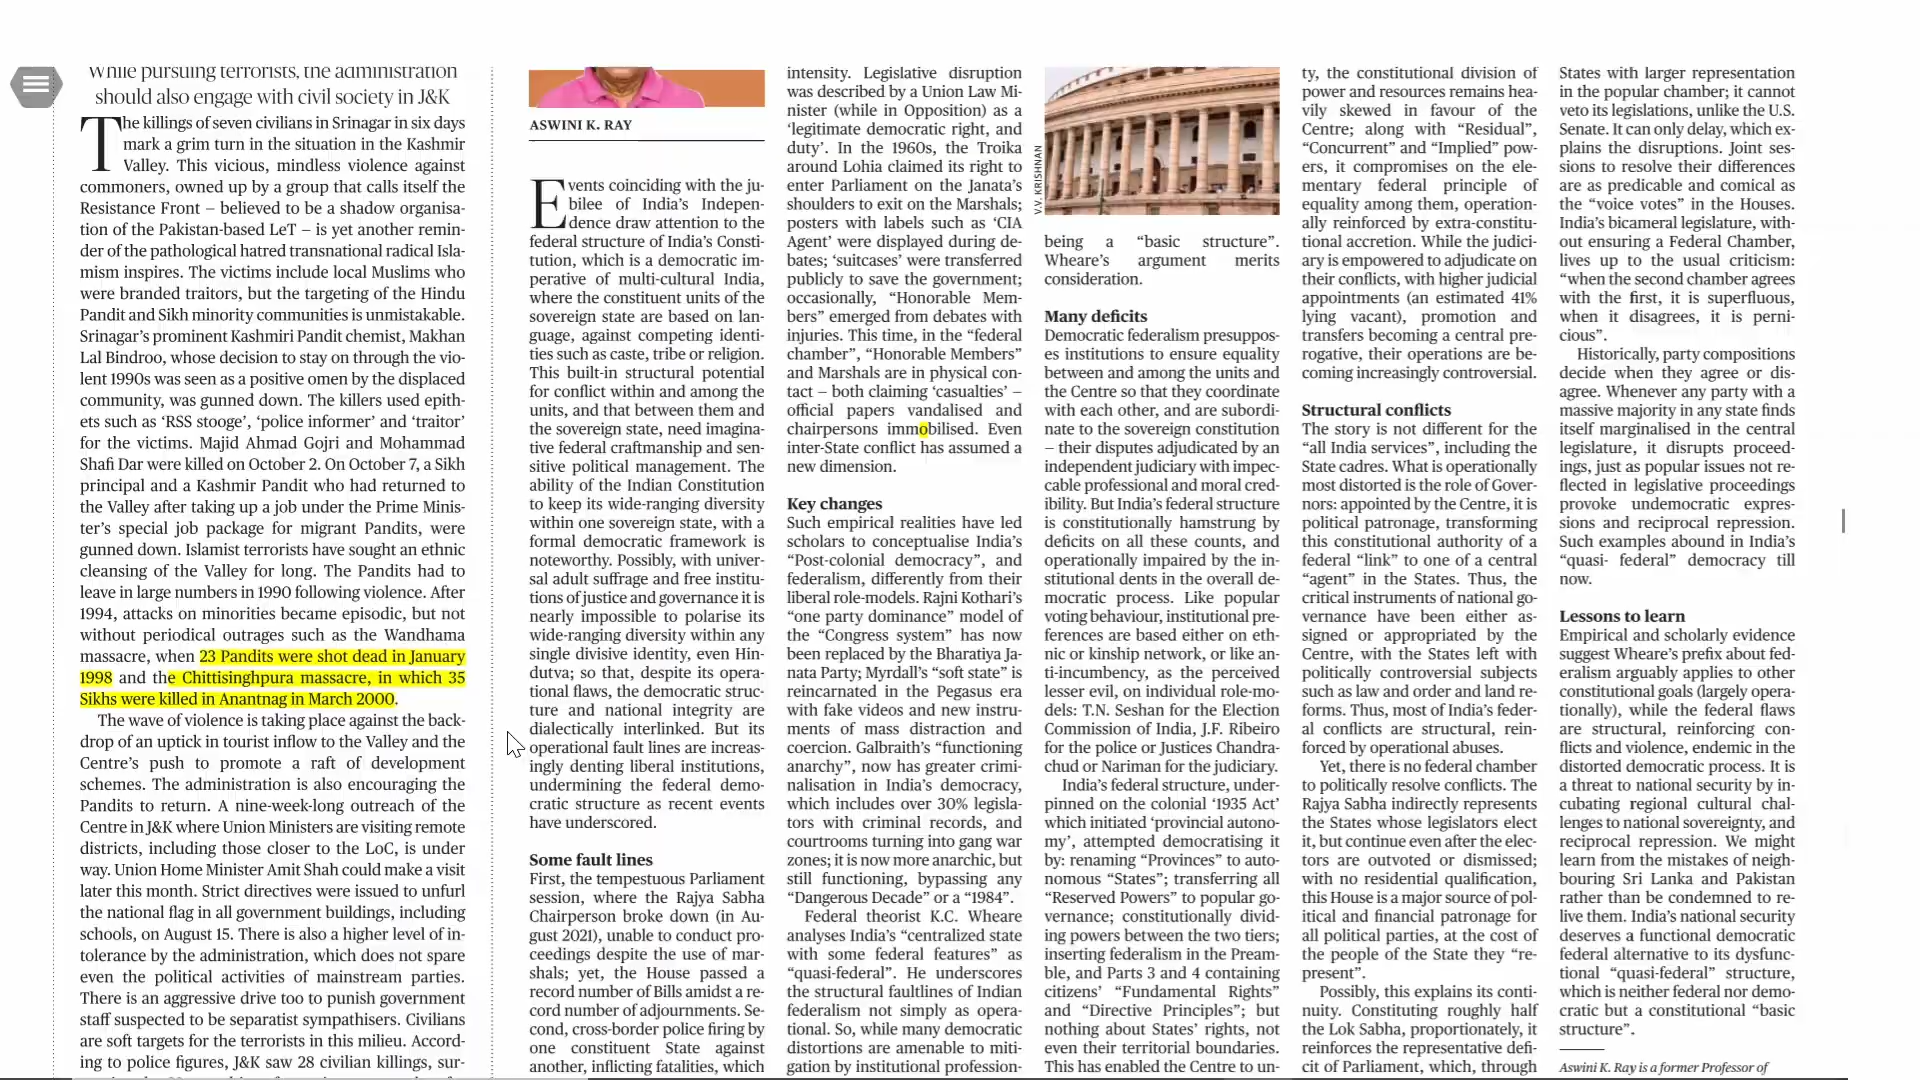 While pursuing terrorists, the administration
should also engage with civil society in J&K
The killings of seven civilians in Srinagar in six days
mark a grim turn in the situation in the Kashmir
Valley. This vicious, mindless violence against
commoners, owned up by a group that calls itself the
Resistance Front – believed to be a shadow organisa-
tion of the Pakistan-based LeT – is yet another remin-
der of the pathological hatred transnational radical Isla-
mism inspires. The victims include local Muslims who
were branded traitors, but the targeting of the Hindu
Pandit and Sikh minority communities is unmistakable.
Srinagar’s prominent Kashmiri Pandit chemist, Makhan
Lal Bindroo, whose decision to stay on through the vio-
lent 1990s was seen as a positive omen by the displaced
community, was gunned down. The killers used epith-
ets such as ‘RSS stooge’, ‘police informer’ and ‘traitor’
for the victims. Majid Ahmad Gojri and Mohammad
Shafi Dar were killed on October 2. On October 7, a Sikh
principal and a Kashmir Pandit who had returned to
the Valley after taking up a job under the Prime Minis-
ter’s special job package for migrant Pandits, were
gunned down. Islamist terrorists have sought an ethnic
cleansing of the Valley for long. The Pandits had to
leave in large numbers in 1990 following violence. After
1994, attacks on minorities became episodic, but not
without periodical outrages such as the Wandhama
massacre, when 23 Pandits were shot dead in January
1998 and the Chittisinghpura massacre, in which 35
Sikhs were killed in Anantnag in March 2000.
The wave of violence is taking place against the back-
drop of an uptick in tourist inflow to the Valley and the
Centre’s push to promote a raft of development
schemes. The administration is also encouraging the
Pandits to return. A nine-week-long outreach of the
Centre in J&K where Union Ministers are visiting remote
districts, including those closer to the LoC, is under
way. Union Home Minister Amit Shah could make a visit
later this month. Strict directives were issued to unfurl
the national flag in all government buildings, including
schools, on August 15. There is also a higher level of in-
tolerance by the administration, which does not spare
even the political activities of mainstream parties.
There is an aggressive drive too to punish government
staff suspected to be separatist sympathisers. Civilians
are soft targets for the terrorists in this milieu. Accord-
ing to police figures, J&K saw 28 civilian killings, sur-
ASWINI K. RAY
Events coinciding with the ju-
bilee of India’s Indepen-
dence draw attention to the
federal structure of India’s Consti-
tution, which is a democratic im-
perative of multi-cultural India,
where the constituent units of the
sovereign state are based on lan-
guage, against competing identi-
ties such as caste, tribe or religion.
This built-in structural potential
for conflict within and among the
units, and that between them and
the sovereign state, need imagina-
tive federal craftmanship and sen-
sitive political management. The
ability of the Indian Constitution
to keep its wide-ranging diversity
within one sovereign state, with a
formal democratic framework is
noteworthy. Possibly, with univer-
sal adult suffrage and free institu-
tions of justice and governance it is
nearly impossible to polarise its
wide-ranging diversity within any
single divisive identity, even Hin-
dutva; so that, despite its opera-
tional flaws, the democratic struc-
ture and national integrity are
dialectically interlinked. But its
operational fault lines are increas-
ingly denting liberal institutions,
undermining the federal demo-
cratic structure as recent events
have underscored.
Some fault lines
First, the tempestuous Parliament
session, where the Rajya Sabha
Chairperson broke down (in Au-
gust 2021), unable to conduct pro-
ceedings despite the use of mar-
shals; yet, the House passed a
record number of Bills amidst a re-
cord number of adjournments. Se-
cond, cross-border police firing by
one constituent State against
another, inflicting fatalities, which
intensity. Legislative disruption
was described by a Union Law Mi-
nister (while in Opposition) as a
‘legitimate democratic right, and
duty’. In the 1960s, the Troika
around Lohia claimed its right to
enter Parliament on the Janata’s
shoulders to exit on the Marshals;
posters with labels such as ‘CIA
Agent’ were displayed during de-
bates; ‘suitcases’ were transferred
publicly to save the government;
occasionally, “Honorable Mem-
bers” emerged from debates with
injuries. This time, in the “federal
chamber”, “Honorable Members”
and Marshals are in physical con-
tact – both claiming ‘casualties’ –
official papers vandalised and
chairpersons immobilised. Even
inter-State conflict has assumed a
new dimension.
Key changes
Such empirical realities have led
scholars to conceptualise India’s
“Post-colonial democracy”, and
federalism, differently from their
liberal role-models. Rajni Kothari’s
“one party dominance” model of
the “Congress system” has now
been replaced by the Bharatiya Ja-
nata Party; Myrdall’s “soft state” is
reincarnated in the Pegasus era
with fake videos and new instru-
ments of mass distraction and
coercion. Galbraith’s “functioning
anarchy”, now has greater crimi-
nalisation in India’s democracy,
which includes over 30% legisla-
tors with criminal records, and
courtrooms turning into gang war
zones; it is now more anarchic, but
still functioning, bypassing any
“Dangerous Decade” or a “1984”.
Federal theorist K.C. Wheare
analyses India’s “centralized state
with some federal features” as
“quasi-federal”. He underscores
the structural faultlines of Indian
federalism not simply as opera-
tional. So, while many democratic
distortions are amenable to miti-
gation by institutional profession-
V.V. KRISHNAN
being a “basic structure”.
Wheare’s argument merits
consideration.
Many deficits
Democratic federalism presuppos-
es institutions to ensure equality
between and among the units and
the Centre so that they coordinate
with each other, and are subordi-
nate to the sovereign constitution
– their disputes adjudicated by an
independent judiciary with impec-
cable professional and moral cred-
ibility. But India’s federal structure
is constitutionally hamstrung by
deficits on all these counts, and
operationally impaired by the in-
stitutional dents in the overall de-
mocratic process. Like popular
voting behaviour, institutional pre-
ferences are based either on eth-
nic or kinship network, or like an-
ti-incumbency, as the perceived
lesser evil, on individual role-mo-
dels: T.N. Seshan for the Election
Commission of India, J.F. Ribeiro
for the police or Justices Chandra-
chud or Nariman for the judiciary.
India’s federal structure, under-
pinned on the colonial ‘1935 Act’
which initiated ‘provincial autono-
my’, attempted democratising it
by: renaming “Provinces” to auto-
nomous “States”; transferring all
“Reserved Powers” to popular go-
vernance; constitutionally divid-
ing powers between the two tiers;
inserting federalism in the Pream-
ble, and Parts 3 and 4 containing
citizens’ “Fundamental Rights”
and “Directive Principles”; but
nothing about States’ rights, not
even their territorial boundaries.
This has enabled the Centre to un-
ty, the constitutional division of
power and resources remains hea-
vily skewed in favour of the
Centre; along with “Residual”,
“Concurrent” and “Implied” pow-
ers, it compromises on the ele-
mentary federal principle of
equality among them, operation-
ally reinforced by extra-constitu-
tional accretion. While the judici-
ary is empowered to adjudicate on
their conflicts, with higher judicial
appointments (an estimated 41%
lying vacant), promotion and
transfers becoming a central pre-
rogative, their operations are be-
coming increasingly controversial.
Structural conflicts
The story is not different for the
“all India services”, including the
State cadres. What is operationally
most distorted is the role of Gover-
nors: appointed by the Centre, it is
political patronage, transforming
this constitutional authority of a
federal “link” to one of a central
“agent” in the States. Thus, the
critical instruments of national go-
vernance have been either as-
signed or appropriated by the
Centre, with the States left with
politically controversial subjects
such as law and order and land re-
forms. Thus, most of India’s feder-
al conflicts are structural, rein-
forced by operational abuses.
Yet, there is no federal chamber
to politically resolve conflicts. The
Rajya Sabha indirectly represents
the States whose legislators elect
it, but continue even after the elec-
tors are outvoted or dismissed;
with no residential qualification,
this House is a major source of pol-
itical and financial patronage for
all political parties, at the cost of
the people of the State they “re-
present”.
Possibly, this explains its conti-
nuity. Constituting roughly half
the Lok Sabha, proportionately, it
reinforces the representative defi-
cit of Parliament, which, through
States with larger representation
in the popular chamber; it cannot
veto its legislations, unlike the U.S.
Senate. It can only delay, which ex-
plains the disruptions. Joint ses-
sions to resolve their differences
are as predicable and comical as
the “voice votes” in the Houses.
India’s bicameral legislature, with-
out ensuring a Federal Chamber,
lives up to the usual criticism:
“when the second chamber agrees
with the first, it is superfluous,
when it disagrees, it is perni-
cious”.
Historically, party compositions
decide when they agree or dis-
agree. Whenever any party with a
massive majority in any state finds
itself marginalised in the central
legislature, it disrupts proceed-
ings, just as popular issues not re-
flected in legislative proceedings
provoke undemocratic expres-
sions and reciprocal repression.
Such examples abound in India’s
“quasi- federal” democracy till
now.
Lessons to learn
Empirical and scholarly evidence
suggest Wheare’s prefix about fed-
eralism arguably applies to other
constitutional goals (largely opera-
tionally), while the federal flaws
are structural, reinforcing con-
flicts and violence, endemic in the
distorted democratic process. It is
a threat to national security by in-
cubating regional cultural chal-
lenges to national sovereignty, and
reciprocal repression. We might
learn from the mistakes of neigh-
bouring Sri Lanka and Pakistan
rather than be condemned to re-
live them. India’s national security
deserves a functional democratic
federal alternative to its dysfunc-
tional “quasi-federal” structure,
which is neither federal nor demo-
cratic but a constitutional “basic
structure”.
Aswini K. Ray is a former Professor of